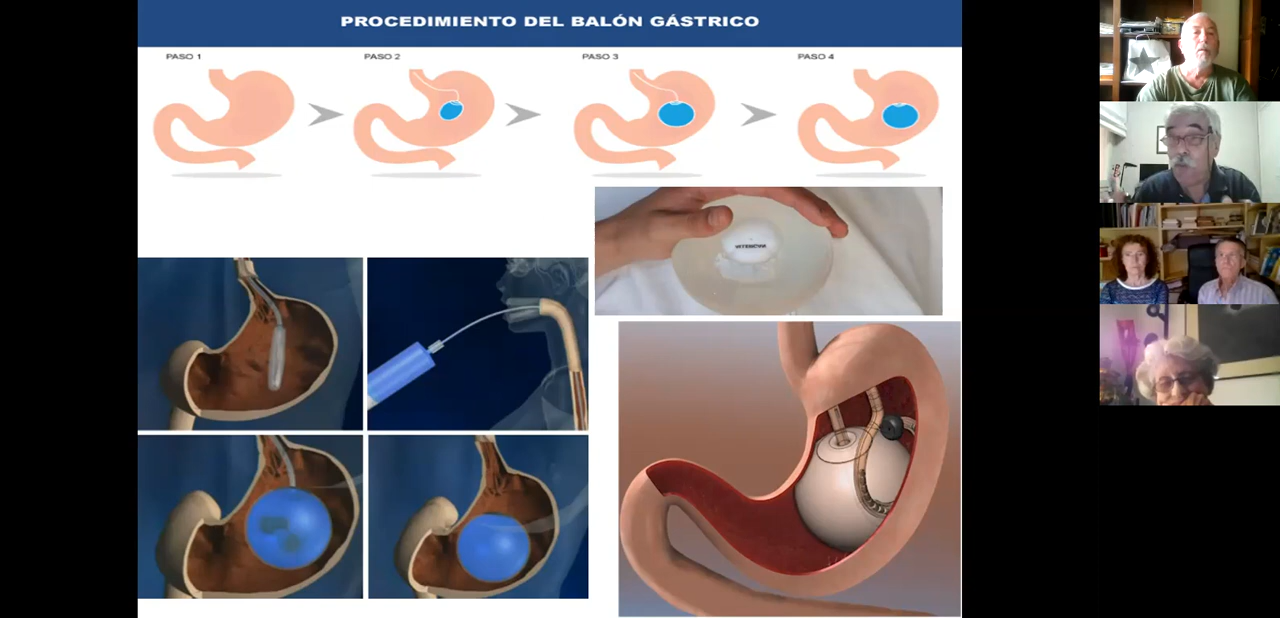 PROCEDIMIENTO DEL BALÓN GÁSTRICO
PASO 1
PASO 2
PASO 3
PASO 4